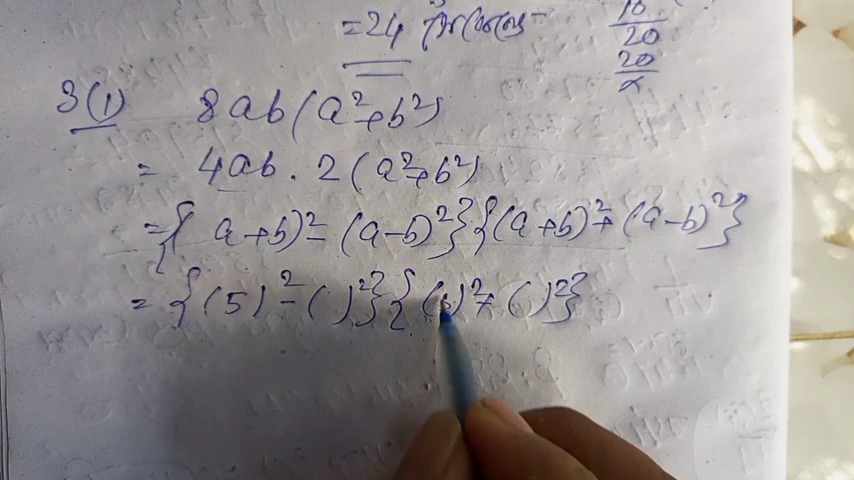 = 24
10
20
20
x
3(1) 8ab(a²+b²)
= 4ab . 2(a²+b²)
={(a+b)²-(a-b)²}{(a+b)²+(a-b)²}
= {(5)²-( )²}{( )²+( )²}